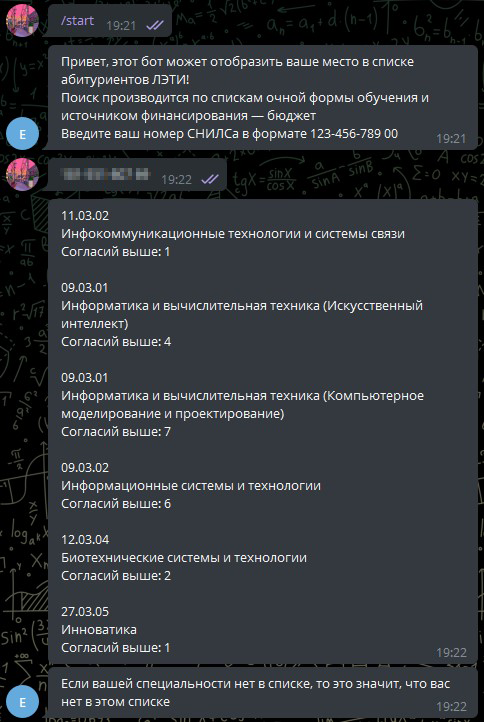 /start
19:21
Привет, этот бот может отобразить ваше место в списке
абитуриентов ЛЭТИ!
Поиск производится по спискам очной формы обучения и
источником финансирования — бюджет
Введите ваш номер СНИЛСа в формате 123-456-789 00
19:21
E
19:22
11.03.02
Инфокоммуникационные технологии и системы связи
Согласий выше: 1
09.03.01
Информатика и вычислительная техника (Искусственный
интеллект)
Согласий выше: 4
09.03.01
Информатика и вычислительная техника (Компьютерное
моделирование и проектирование)
Согласий выше: 7
09.03.02
Информационные системы и технологии
Согласий выше: 6
12.03.04
Биотехнические системы и технологии
Согласий выше: 2
27.03.05
Инноватика
Согласий выше: 1
19:22
Если вашей специальности нет в списке, то это значит, что вас
нет в этом списке
19:22
E